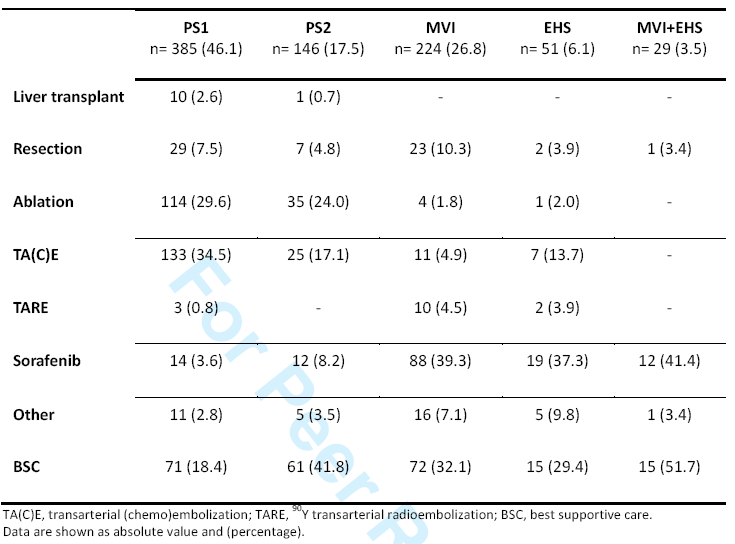 PS1 PS2 MVI EHS MVI+EHS
n= 385 (46.1) n= 146 (17.5) n= 224 (26.8) n= 51 (6.1) n= 29 (3.5)
Liver transplant 10 (2.6) 1 (0.7) - - -
Resection 29 (7.5) 7 (4.8) 23 (10.3) 2 (3.9) 1 (3.4)
Ablation 114 (29.6) 35 (24.0) 4 (1.8) 1 (2.0) -
TA(C)E 133 (34.5) 25 (17.1) 11 (4.9) 7 (13.7) -
TARE 3 (0.8) - 10 (4.5) 2 (3.9) -
Sorafenib 14 (3.6) 12 (8.2) 88 (39.3) 19 (37.3) 12 (41.4)
Other 11 (2.8) 5 (3.5) 16 (7.1) 5 (9.8) 1 (3.4)
BSC 71 (18.4) 61 (41.8) 72 (32.1) 15 (29.4) 15 (51.7)
TA(C)E, transarterial (chemo)embolization; TARE, ⁹⁰Y transarterial radioembolization; BSC, best supportive care.
Data are shown as absolute value and (percentage).
For Peer R